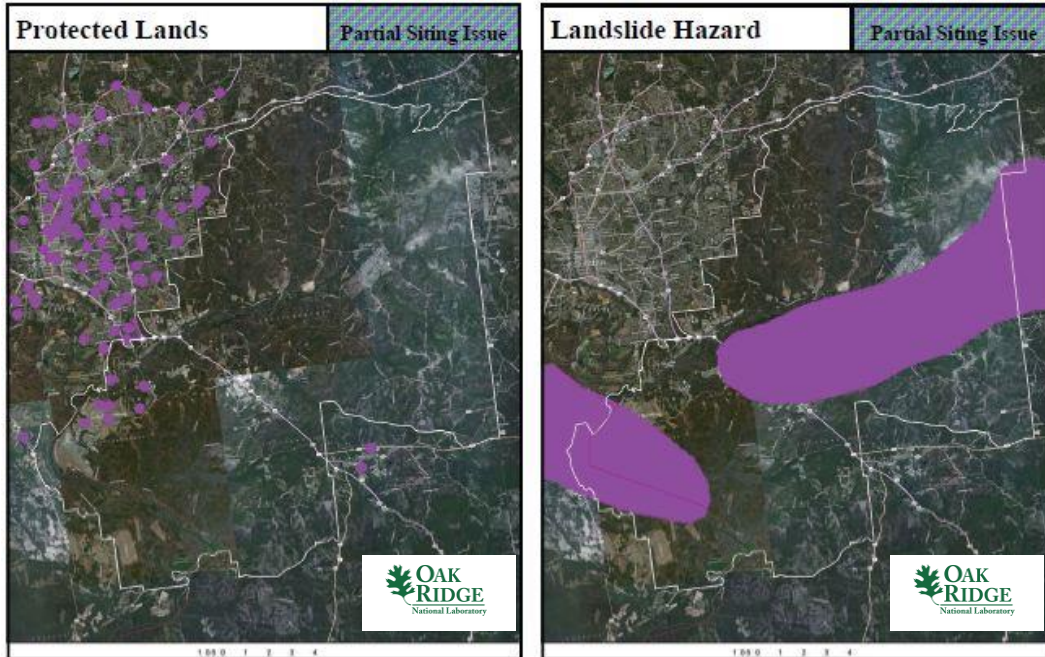 Protected Lands
Partial Siting Issue
OAK
RIDGE
National Laboratory
Landslide Hazard
Partial Siting Issue
OAK
RIDGE
National Laboratory